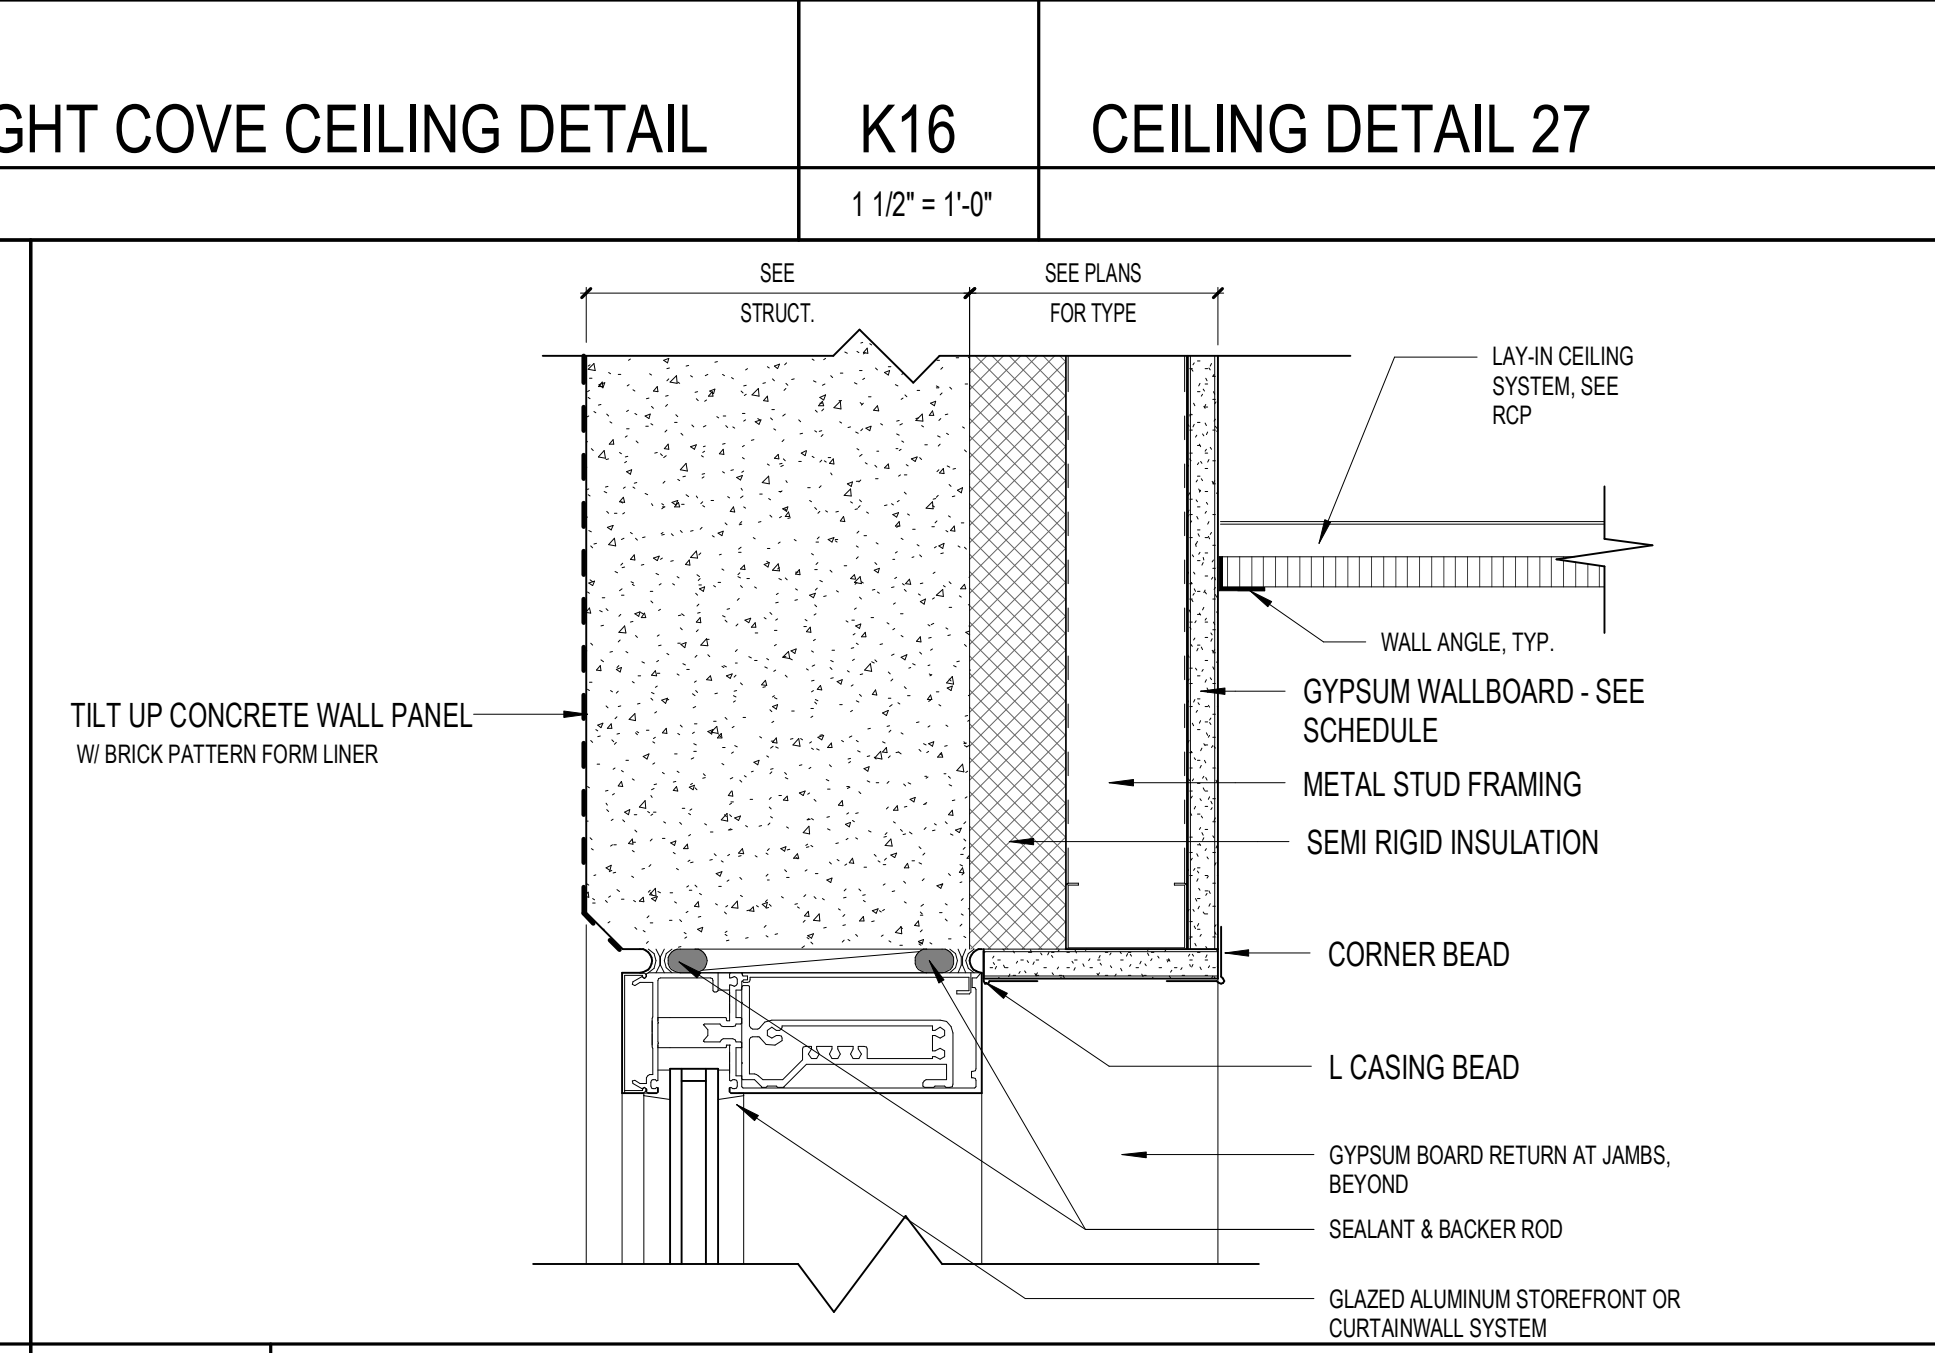 GHT COVE CEILING DETAIL
K16
CEILING DETAIL 27
1 1/2" = 1'-0"
SEE
STRUCT.
SEE PLANS
FOR TYPE
LAY-IN CEILING
SYSTEM, SEE
RCP
WALL ANGLE, TYP.
GYPSUM WALLBOARD - SEE
SCHEDULE
TILT UP CONCRETE WALL PANEL
W/ BRICK PATTERN FORM LINER
METAL STUD FRAMING
SEMI RIGID INSULATION
CORNER BEAD
L CASING BEAD
GYPSUM BOARD RETURN AT JAMBS,
BEYOND
SEALANT & BACKER ROD
GLAZED ALUMINUM STOREFRONT OR
CURTAINWALL SYSTEM